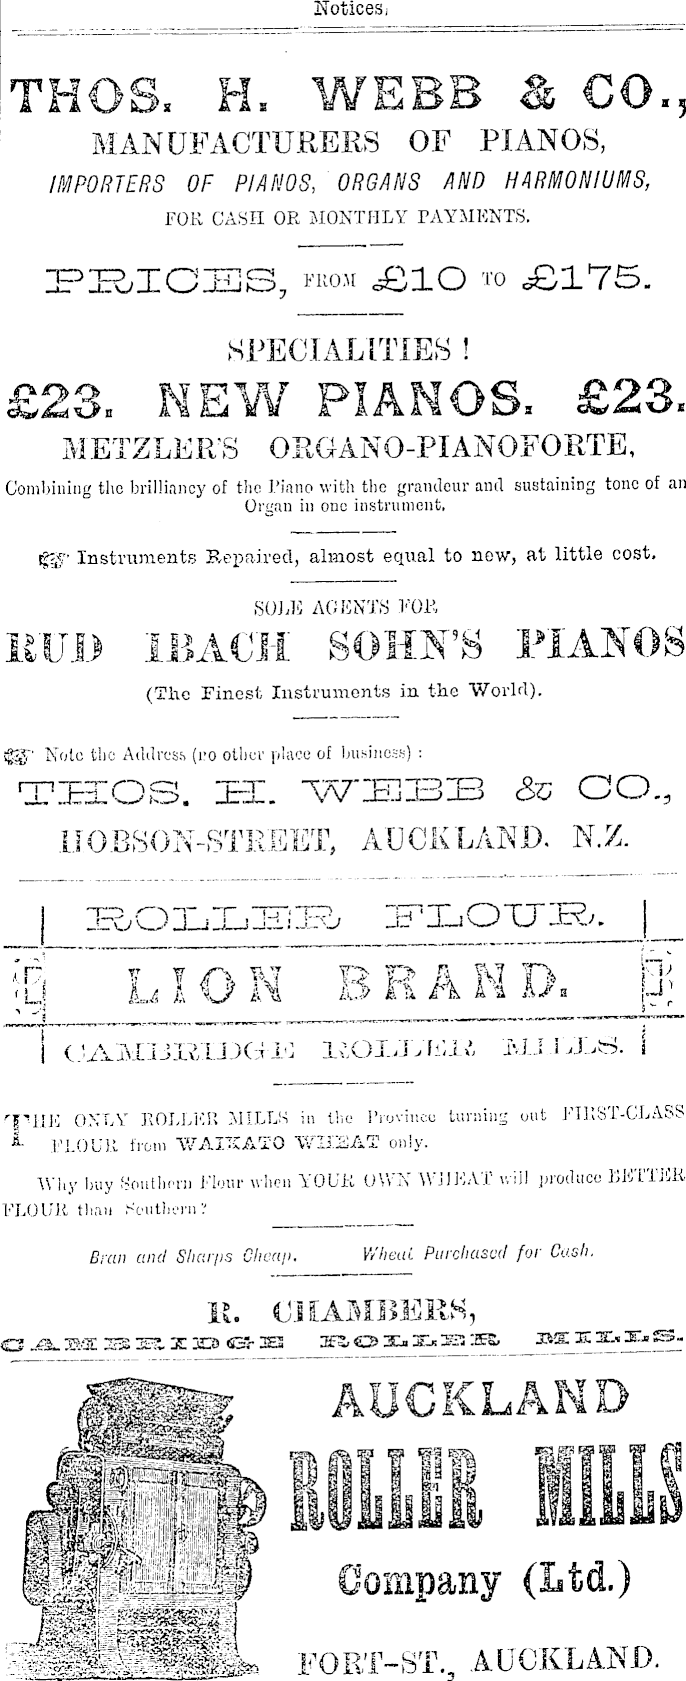 Notices.
THOS. H. WEBB & CO.,
MANUFACTURERS OF PIANOS,
IMPORTERS OF PIANOS, ORGANS AND HARMONIUMS,
FOR CASH OR MONTHLY PAYMENTS.
PRICES, FROM £10 TO £175.
SPECIALITIES !
£23. NEW PIANOS. £23.
METZLER'S ORGANO-PIANOFORTE,
Combining the brilliancy of the Piano with the grandeur and sustaining tone of an
Organ in one instrument.
☞ Instruments Repaired, almost equal to new, at little cost.
SOLE AGENTS FOR
RUD IBACH SOHN'S PIANOS
(The Finest Instruments in the World).
☞ Note the Address (no other place of business) :
THOS. H. WEBB & CO.,
HOBSON-STREET, AUCKLAND. N.Z.
ROLLER FLOUR.
LION BRAND.
CAMBRIDGE ROLLER MILLS.
THE ONLY ROLLER MILLS in the Province turning out FIRST-CLASS
FLOUR from WAIKATO WHEAT only.
Why buy Southern Flour when YOUR OWN WHEAT will produce BETTER
FLOUR than Southern?
Bran and Sharps Cheap. Wheat Purchased for Cash.
R. CHAMBERS,
CAMBRIDGE ROLLER MILLS.
AUCKLAND
ROLLER MILLS
Company (Ltd.)
FORT-ST., AUCKLAND.